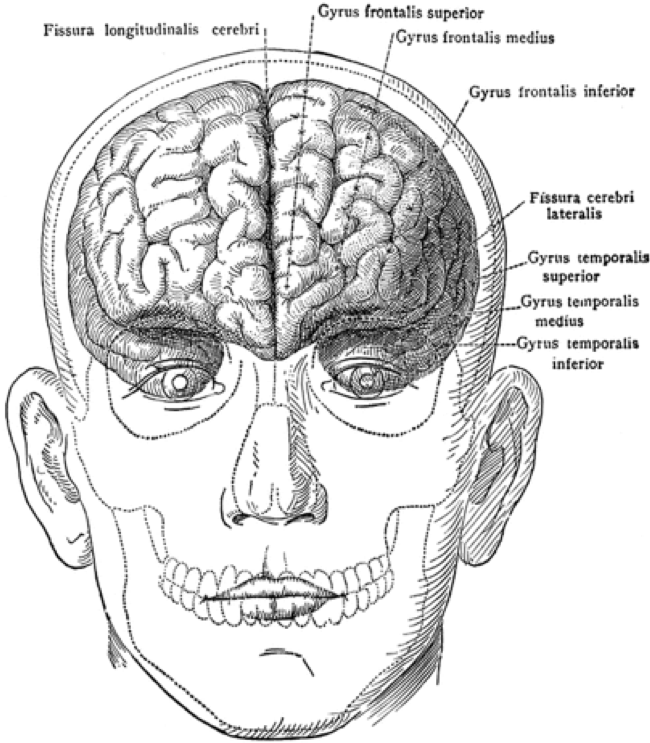 Gyrus frontalis superior
Fissura longitudinalis cerebri
Gyrus frontalis medius
Gyrus frontalis inferior
Fissura cerebri
lateralis
Gyrus temporalis
superior
Gyrus temporalis
medius
Gyrus temporalis
inferior